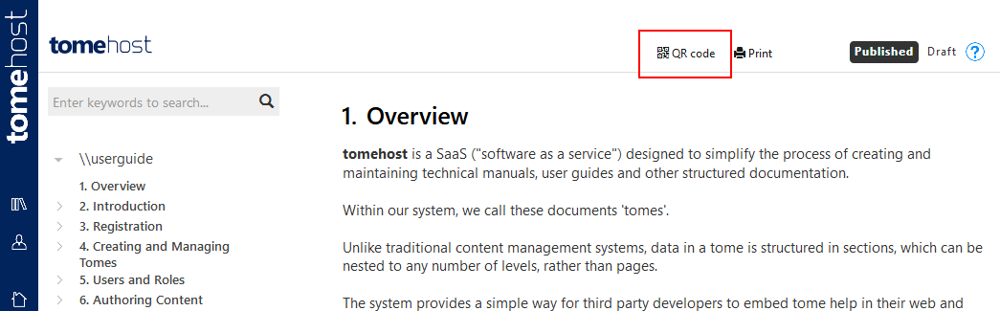 tomehost
tomehost
QR code
Print
Published
Draft
?
Enter keywords to search...
\\userguide
1. Overview
2. Introduction
3. Registration
4. Creating and Managing
Tomes
5. Users and Roles
6. Authoring Content
1. Overview
tomehost is a SaaS ("software as a service") designed to simplify the process of creating and
maintaining technical manuals, user guides and other structured documentation.
Within our system, we call these documents 'tomes'.
Unlike traditional content management systems, data in a tome is structured in sections, which can be
nested to any number of levels, rather than pages.
The system provides a simple way for third party developers to embed tome help in their web and